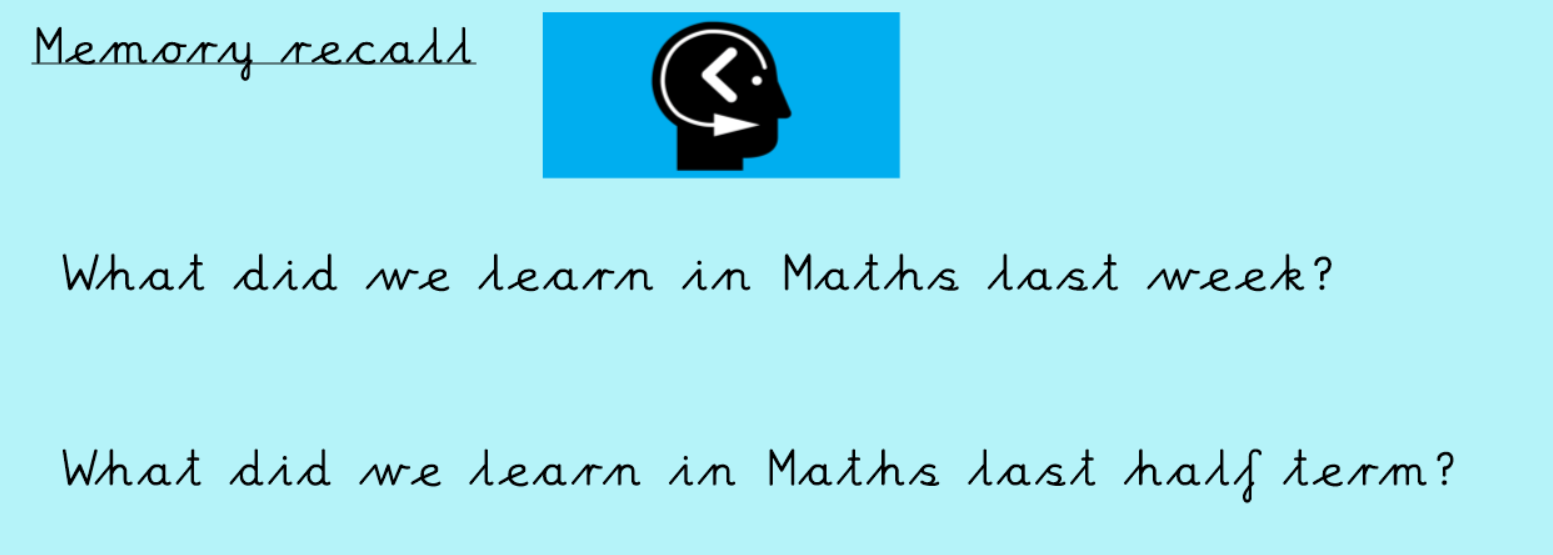 Memory recall
What did we learn in Maths last week?
What did we learn in Maths last half term?